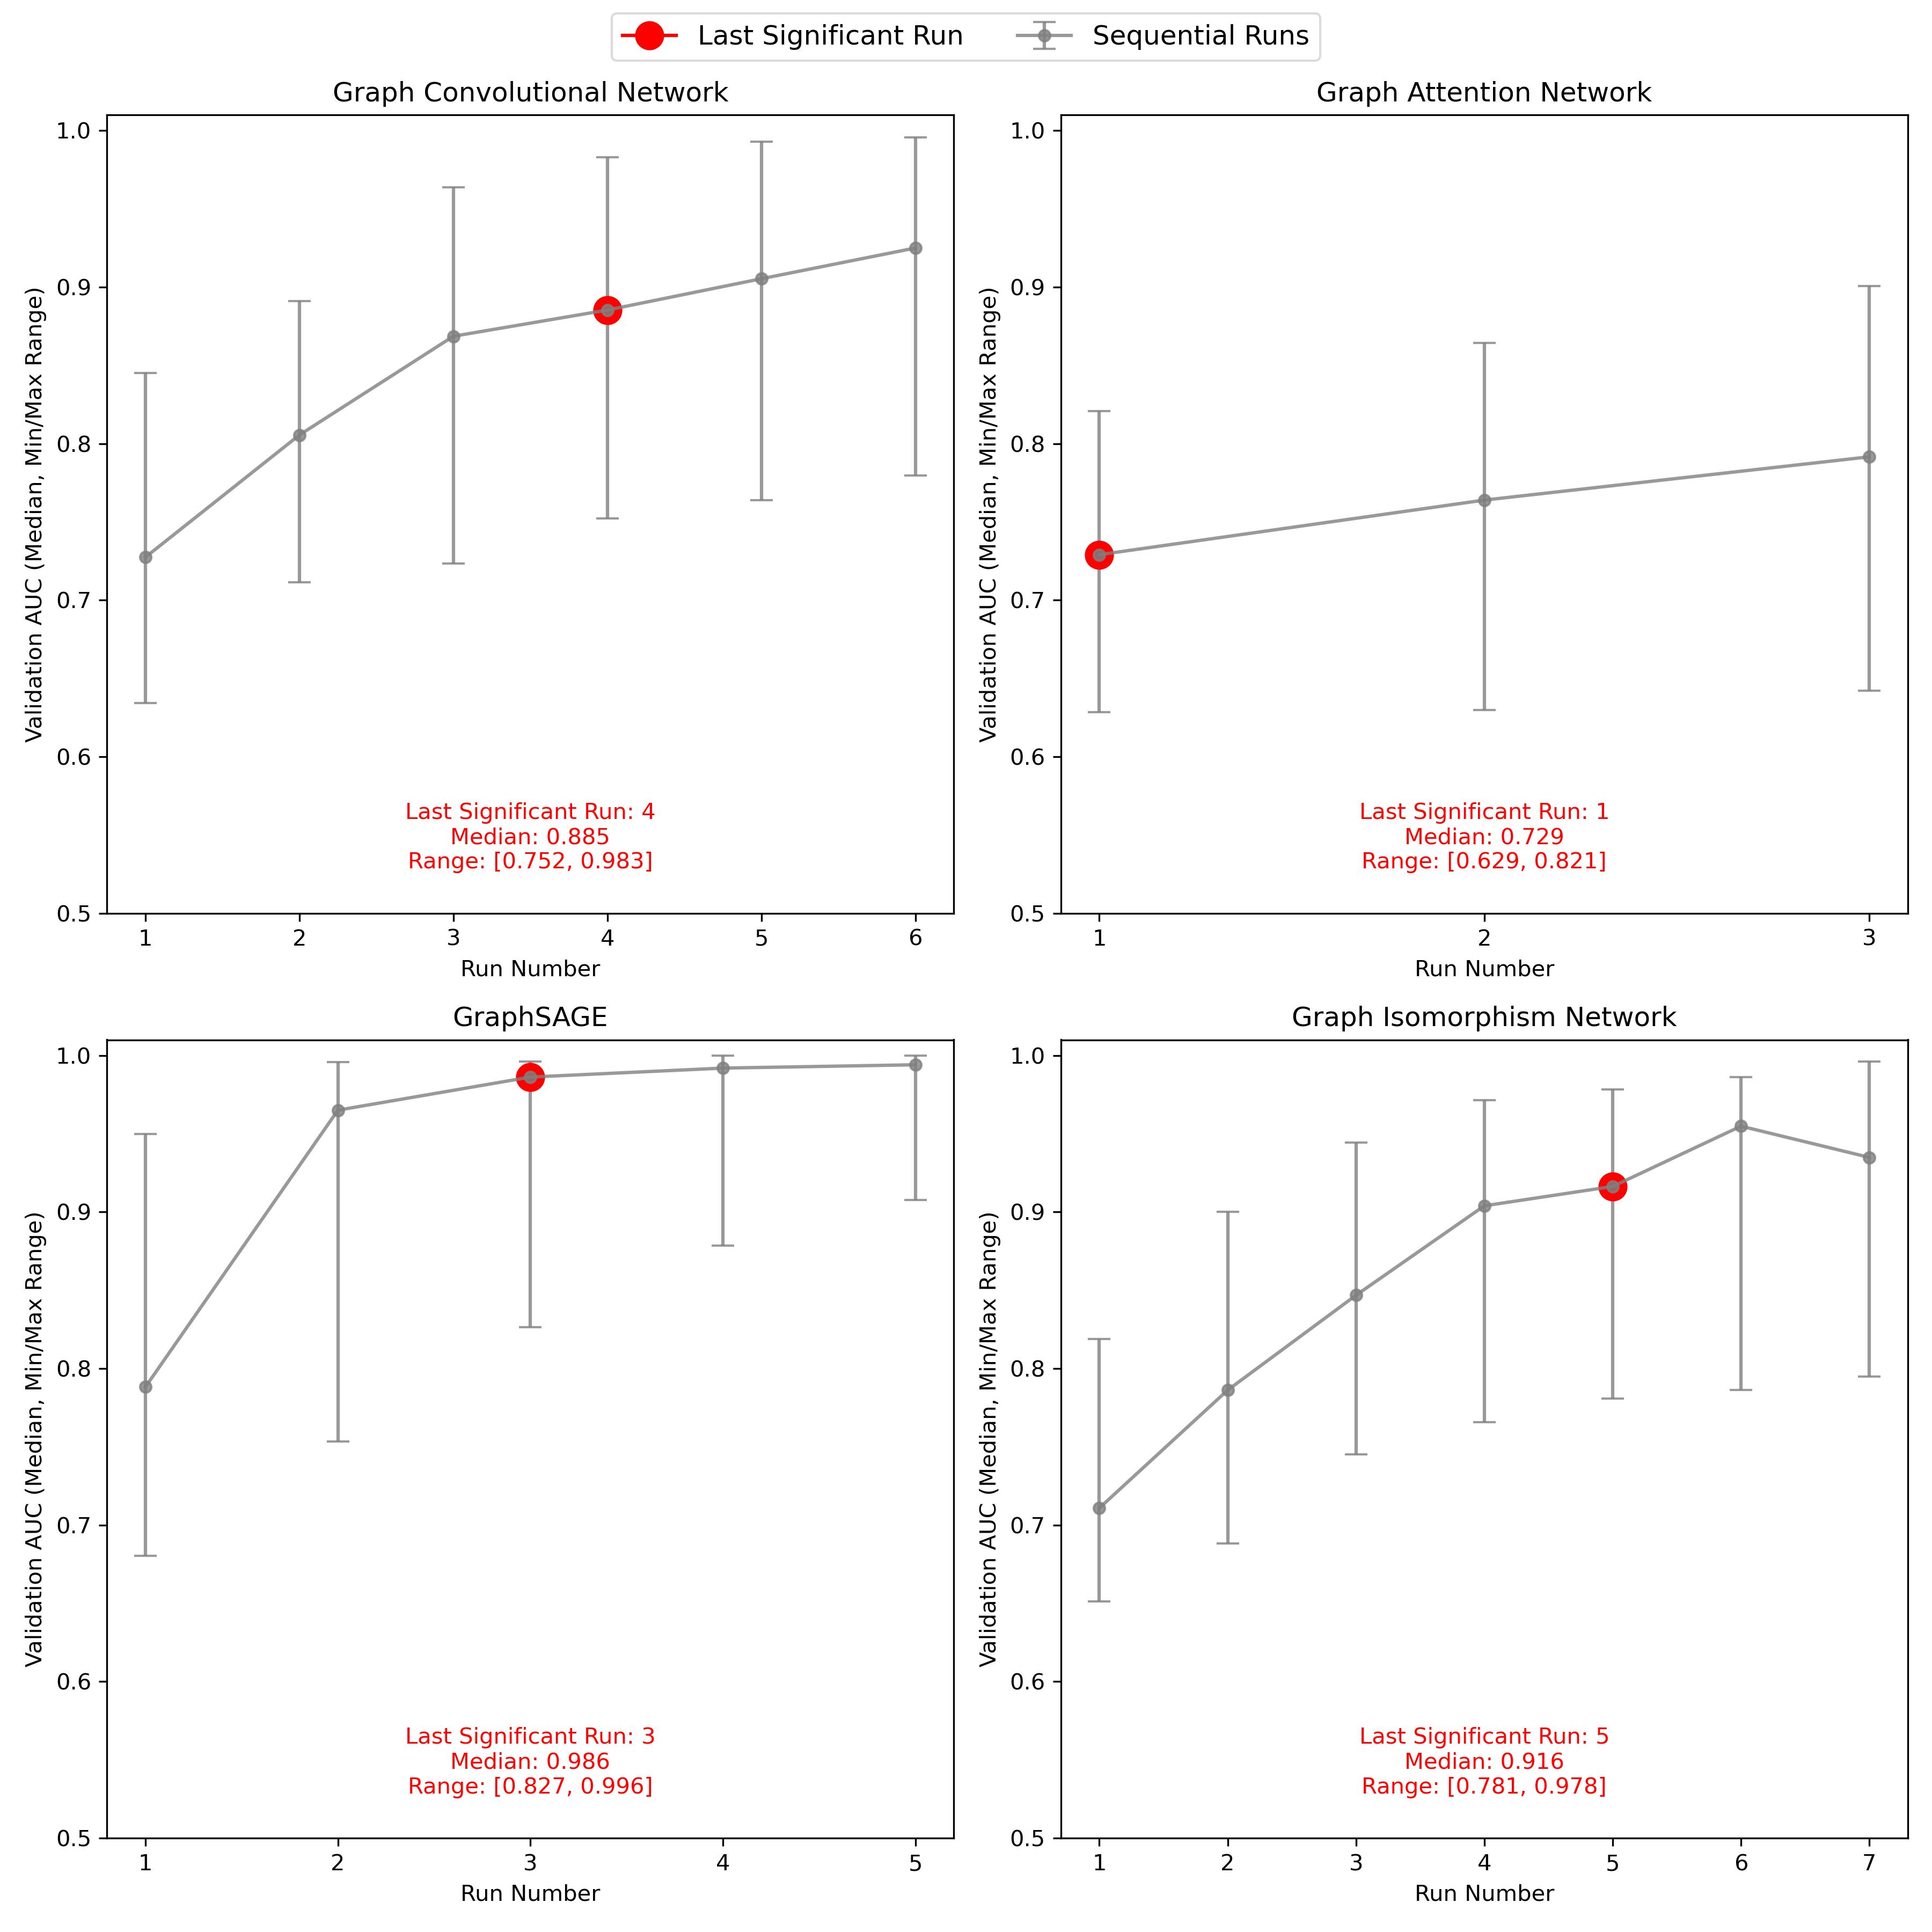 Last Significant Run
Sequential Runs
Graph Convolutional Network
Validation AUC (Median, Min/Max Range)
1.0
0.9
0.8
0.7
0.6
0.5
Last Significant Run: 4
Median: 0.885
Range: [0.752, 0.983]
1 2 3 4 5 6
Run Number
Graph Attention Network
Validation AUC (Median, Min/Max Range)
1.0
0.9
0.8
0.7
0.6
0.5
Last Significant Run: 1
Median: 0.729
Range: [0.629, 0.821]
1 2 3
Run Number
GraphSAGE
Validation AUC (Median, Min/Max Range)
1.0
0.9
0.8
0.7
0.6
0.5
Last Significant Run: 3
Median: 0.986
Range: [0.827, 0.996]
1 2 3 4 5
Run Number
Graph Isomorphism Network
Validation AUC (Median, Min/Max Range)
1.0
0.9
0.8
0.7
0.6
0.5
Last Significant Run: 5
Median: 0.916
Range: [0.781, 0.978]
1 2 3 4 5 6 7
Run Number